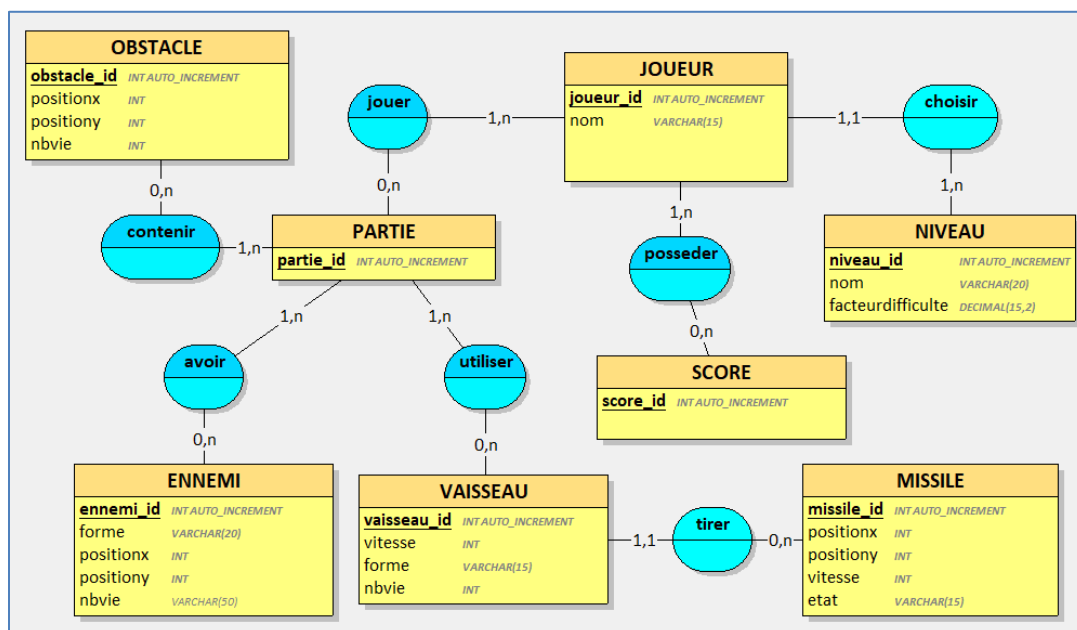 OBSTACLE
obstacle_id INT AUTO_INCREMENT
positionx INT
positiony INT
nbvie INT
jouer
1,n
JOUEUR
joueur_id INT AUTO_INCREMENT
nom VARCHAR(15)
1,1
choisir
0,n
0,n
1,n
1,n
contenir
1,n
PARTIE
partie_id INT AUTO_INCREMENT
posseder
NIVEAU
niveau_id INT AUTO_INCREMENT
nom VARCHAR(20)
facteurdifficulte DECIMAL(15,2)
1,n
1,n
0,n
avoir
utiliser
SCORE
score_id INT AUTO_INCREMENT
0,n
0,n
ENNEMI
ennemi_id INT AUTO_INCREMENT
forme VARCHAR(20)
positionx INT
positiony INT
nbvie VARCHAR(50)
VAISSEAU
vaisseau_id INT AUTO_INCREMENT
vitesse INT
forme VARCHAR(15)
nbvie INT
1,1
tirer
0,n
MISSILE
missile_id INT AUTO_INCREMENT
positionx INT
positiony INT
vitesse INT
etat VARCHAR(15)